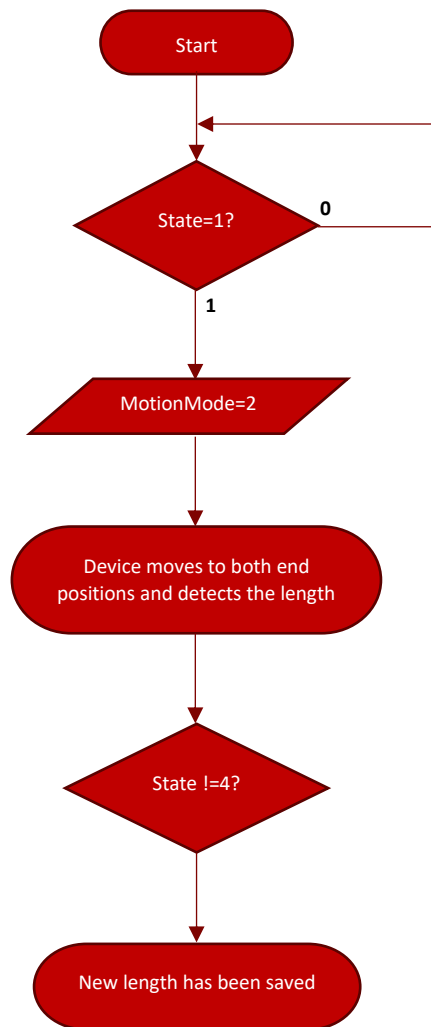 Start
State=1?
0
1
MotionMode=2
Device moves to both end
positions and detects the length
State !=4?
New length has been saved